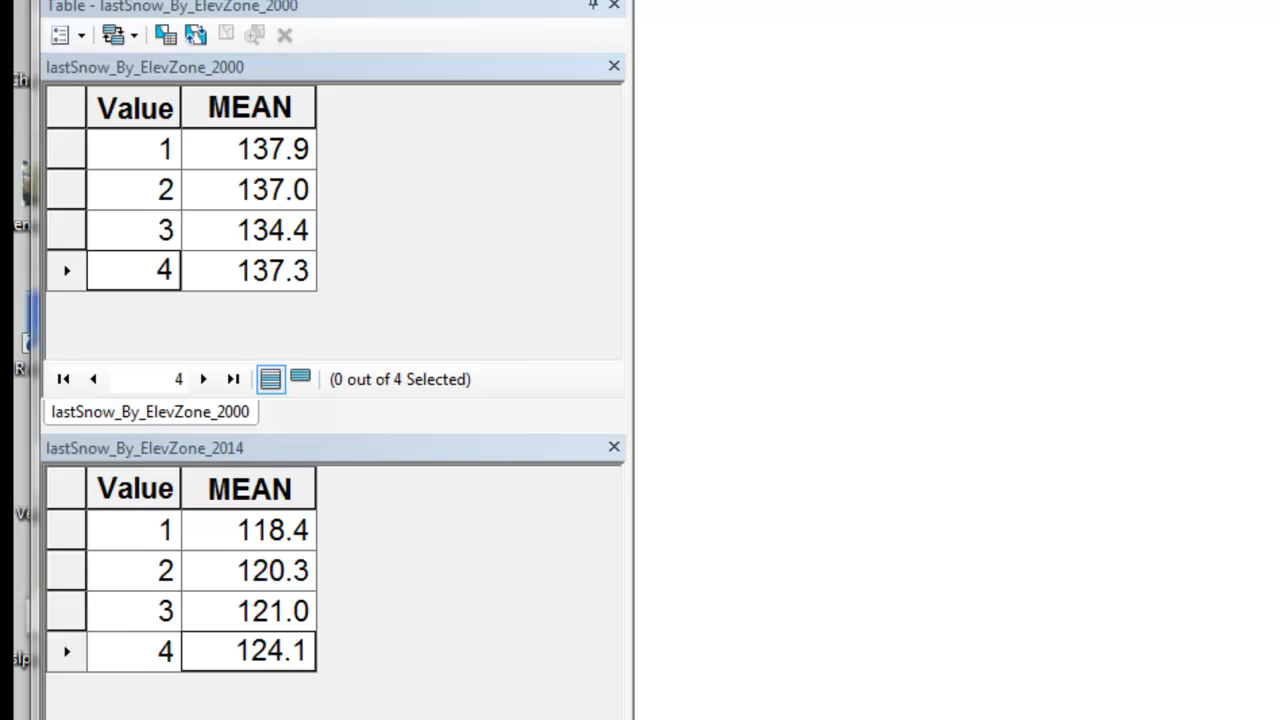 Table - lastSnow_By_ElevZone_2000
lastSnow_By_ElevZone_2000
Value MEAN
1 137.9
2 137.0
3 134.4
4 137.3
4 (0 out of 4 Selected)
lastSnow_By_ElevZone_2000
lastSnow_By_ElevZone_2014
Value MEAN
1 118.4
2 120.3
3 121.0
4 124.1